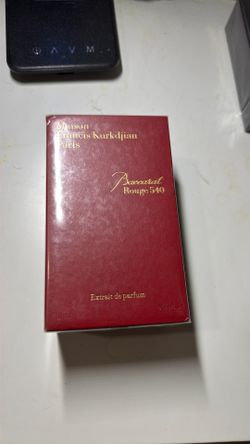 Maison
Francis Kurkdjian
Paris
Baccarat
Rouge 540
Extrait de parfum